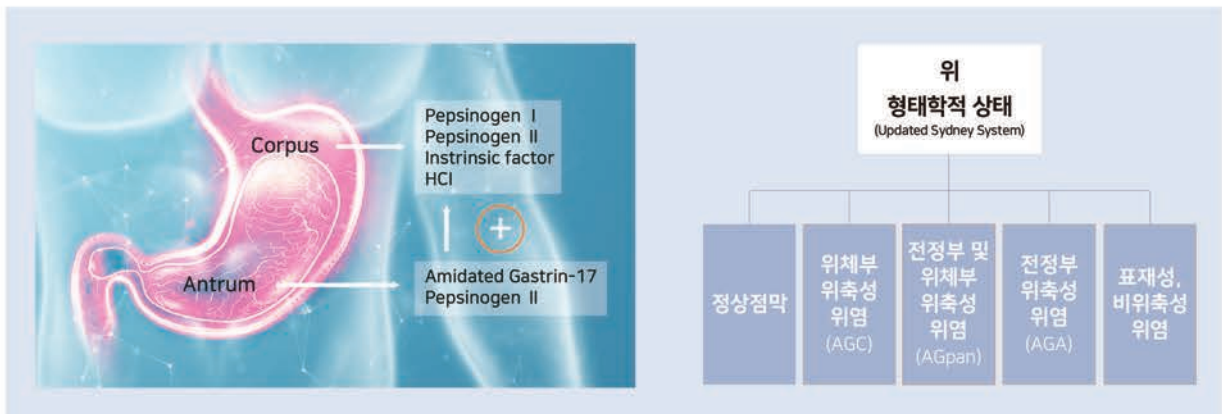 Corpus
Pepsinogen I
Pepsinogen II
Instrinsic factor
HCl
+
Antrum
Amidated Gastrin-17
Pepsinogen II
위
형태학적 상태
(Updated Sydney System)
정상점막
위체부
위축성
위염
(AGC)
전정부 및
위체부
위축성
위염
(AGpan)
전정부
위축성
위염
(AGA)
표재성,
비위축성
위염